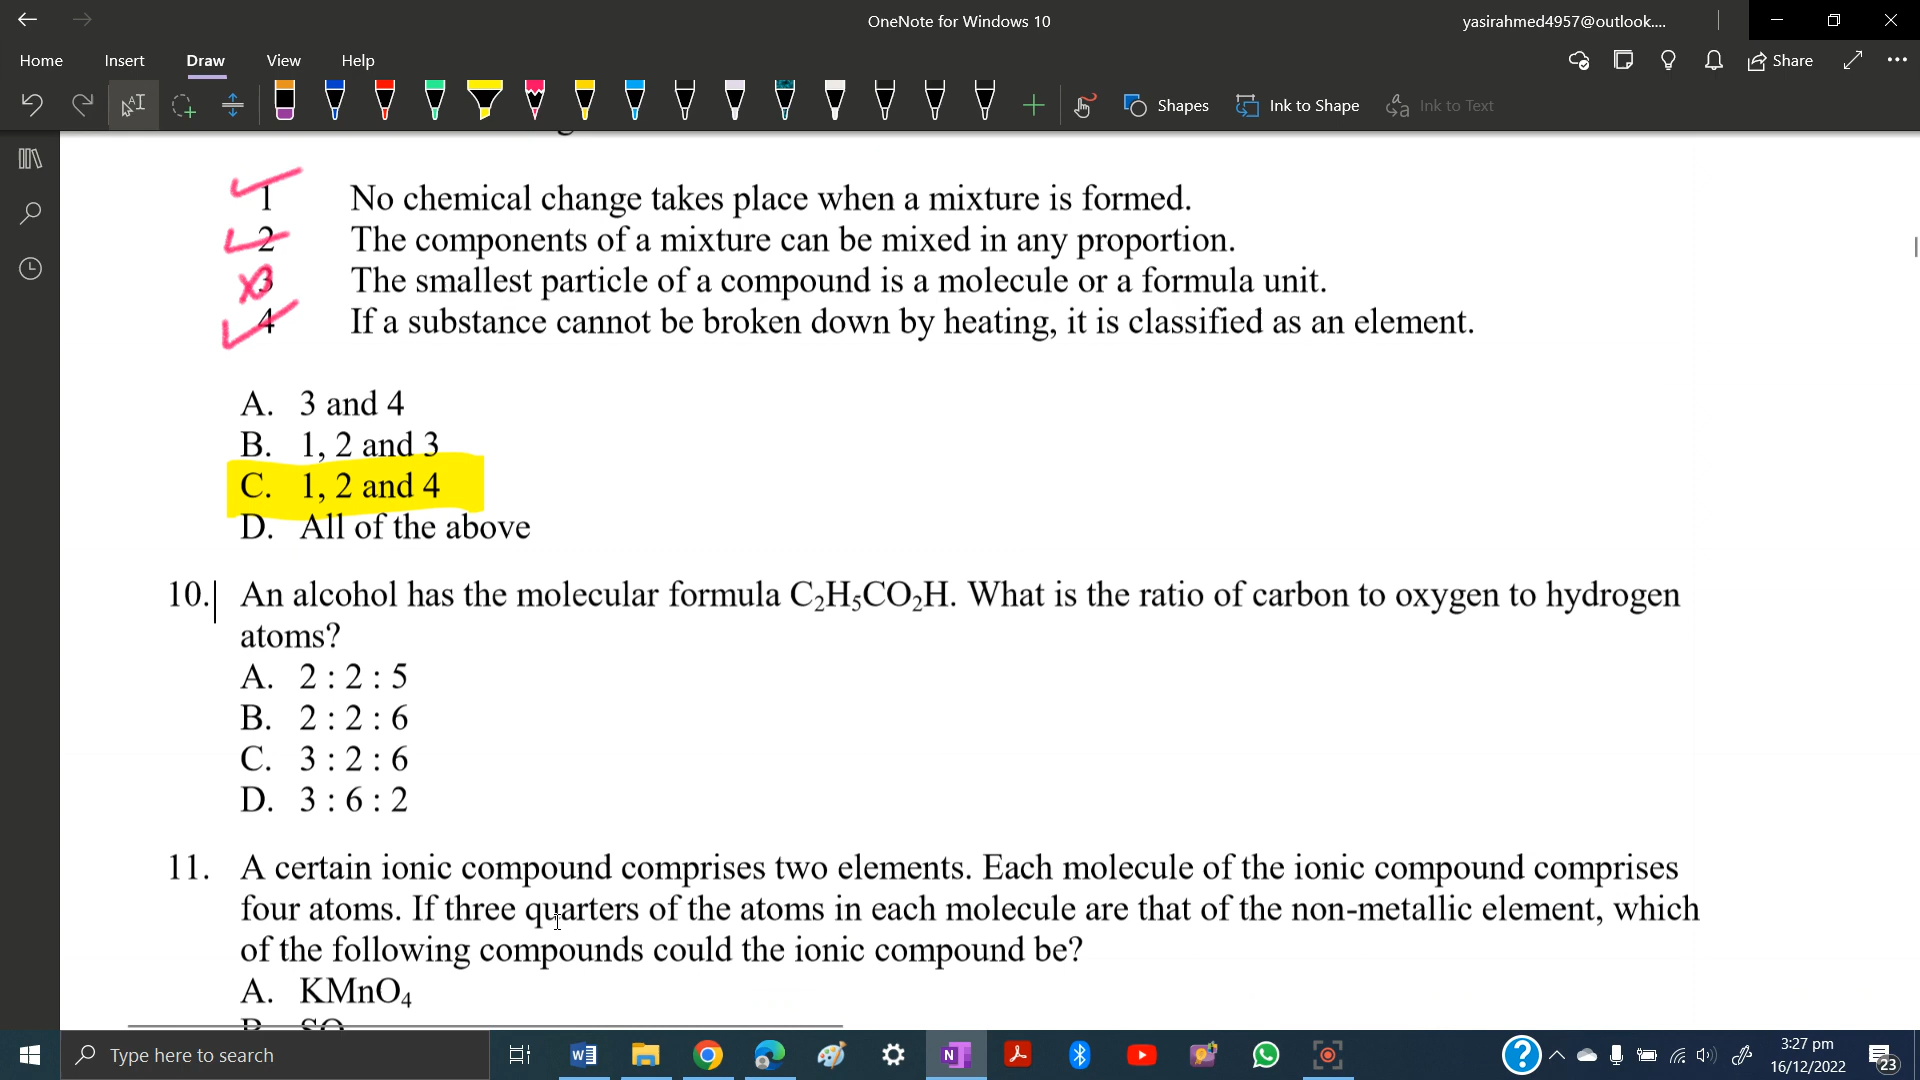 OneNote for Windows 10
yasirahmed4957@outlook....
Home Insert Draw View Help
Share
Shapes Ink to Shape Ink to Text
1 No chemical change takes place when a mixture is formed.
2 The components of a mixture can be mixed in any proportion.
3 The smallest particle of a compound is a molecule or a formula unit.
4 If a substance cannot be broken down by heating, it is classified as an element.
A. 3 and 4
B. 1, 2 and 3
C. 1, 2 and 4
D. All of the above
10. An alcohol has the molecular formula C₂H₅CO₂H. What is the ratio of carbon to oxygen to hydrogen
atoms?
A. 2 : 2 : 5
B. 2 : 2 : 6
C. 3 : 2 : 6
D. 3 : 6 : 2
11. A certain ionic compound comprises two elements. Each molecule of the ionic compound comprises
four atoms. If three quarters of the atoms in each molecule are that of the non-metallic element, which
of the following compounds could the ionic compound be?
A. KMnO₄
Type here to search
3:27 pm
16/12/2022
23